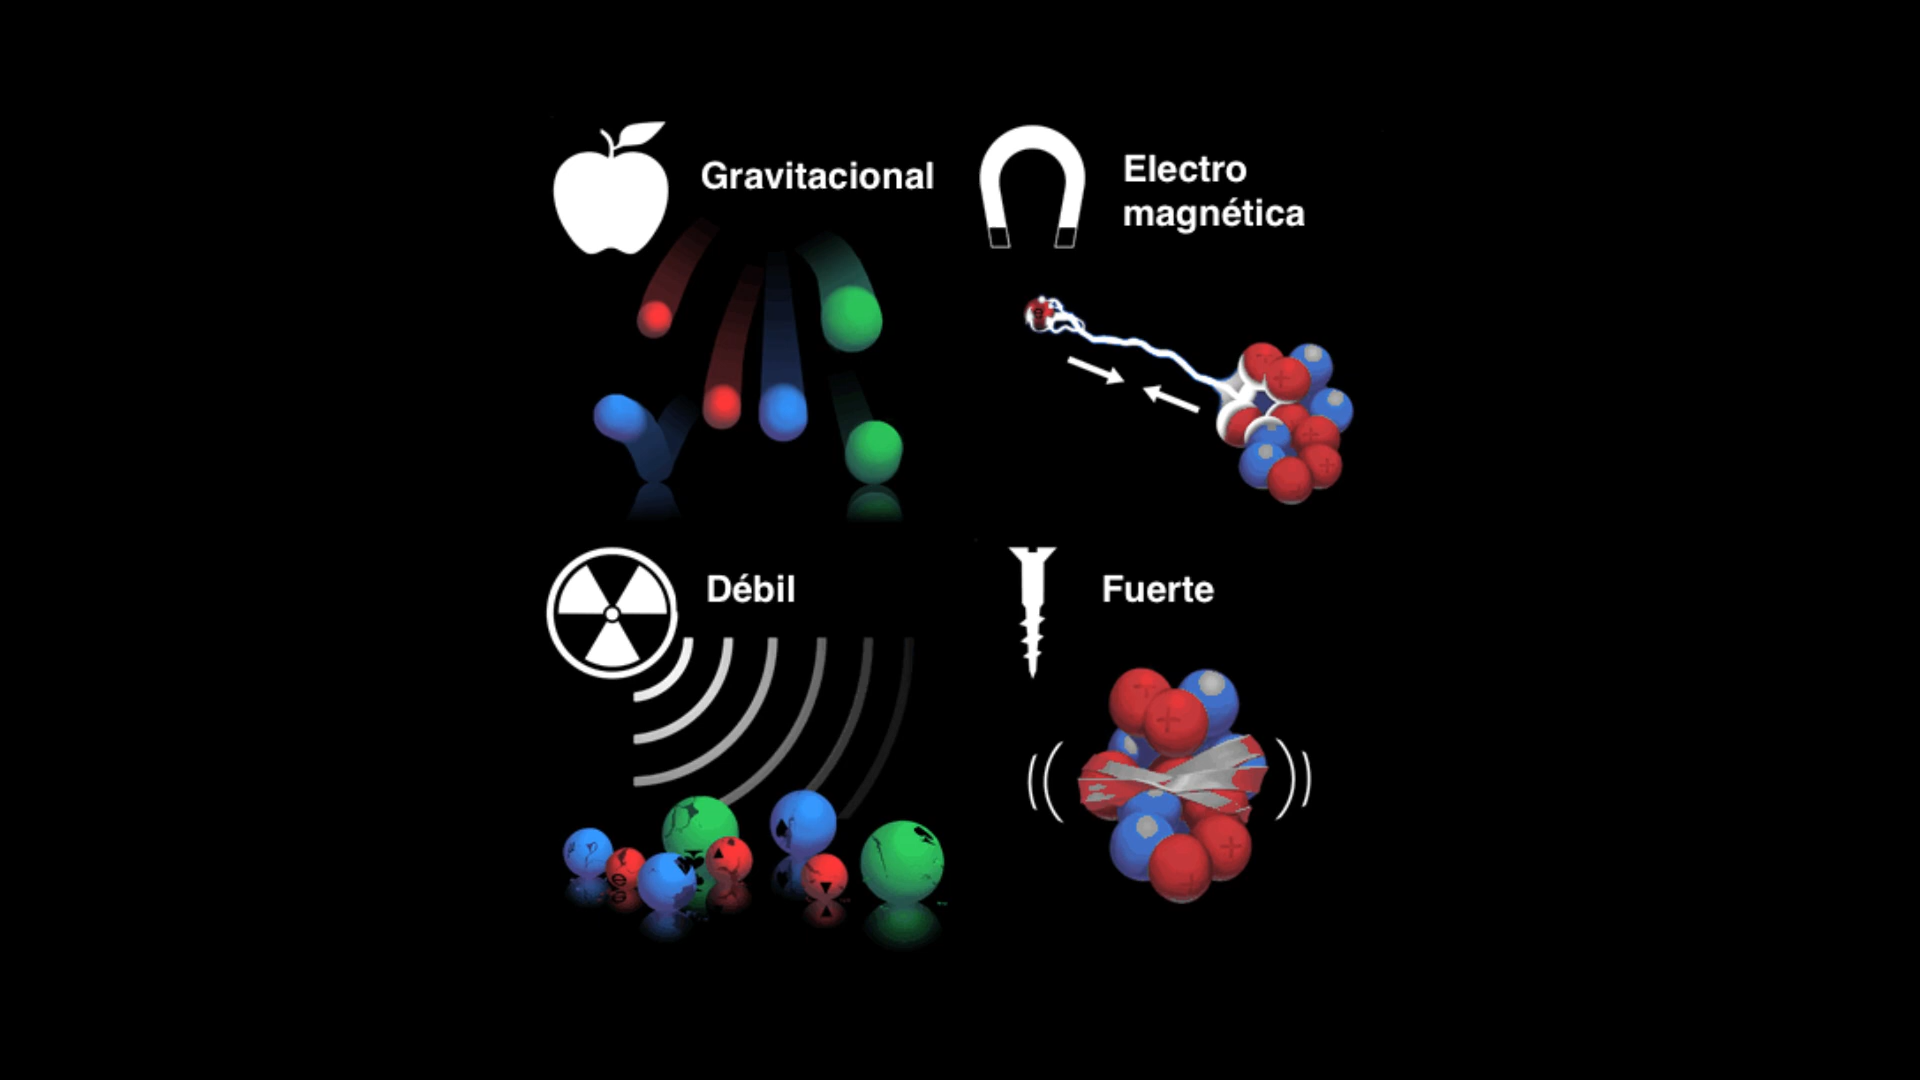 Gravitacional
Electro
magnética
Débil
Fuerte